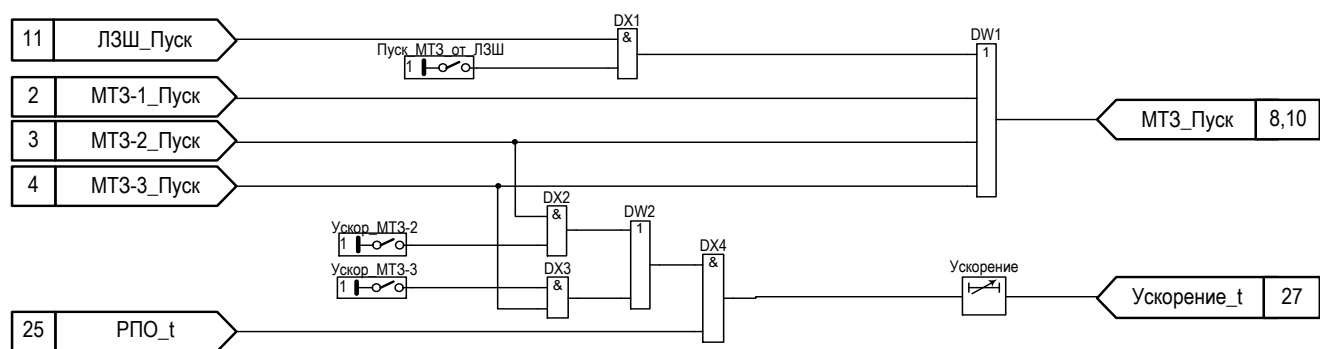 11 ЛЗШ_Пуск
DX1
&
Пуск_МТЗ_от_ЛЗШ
1
DW1
1
2 МТЗ-1_Пуск
МТЗ_Пуск 8,10
3 МТЗ-2_Пуск
4 МТЗ-3_Пуск
DX2
&
Ускор_МТЗ-2
1
DW2
1
DX4
&
Ускор_МТЗ-3
1
DX3
&
Ускорение
Ускорение_t 27
25 РПО_t